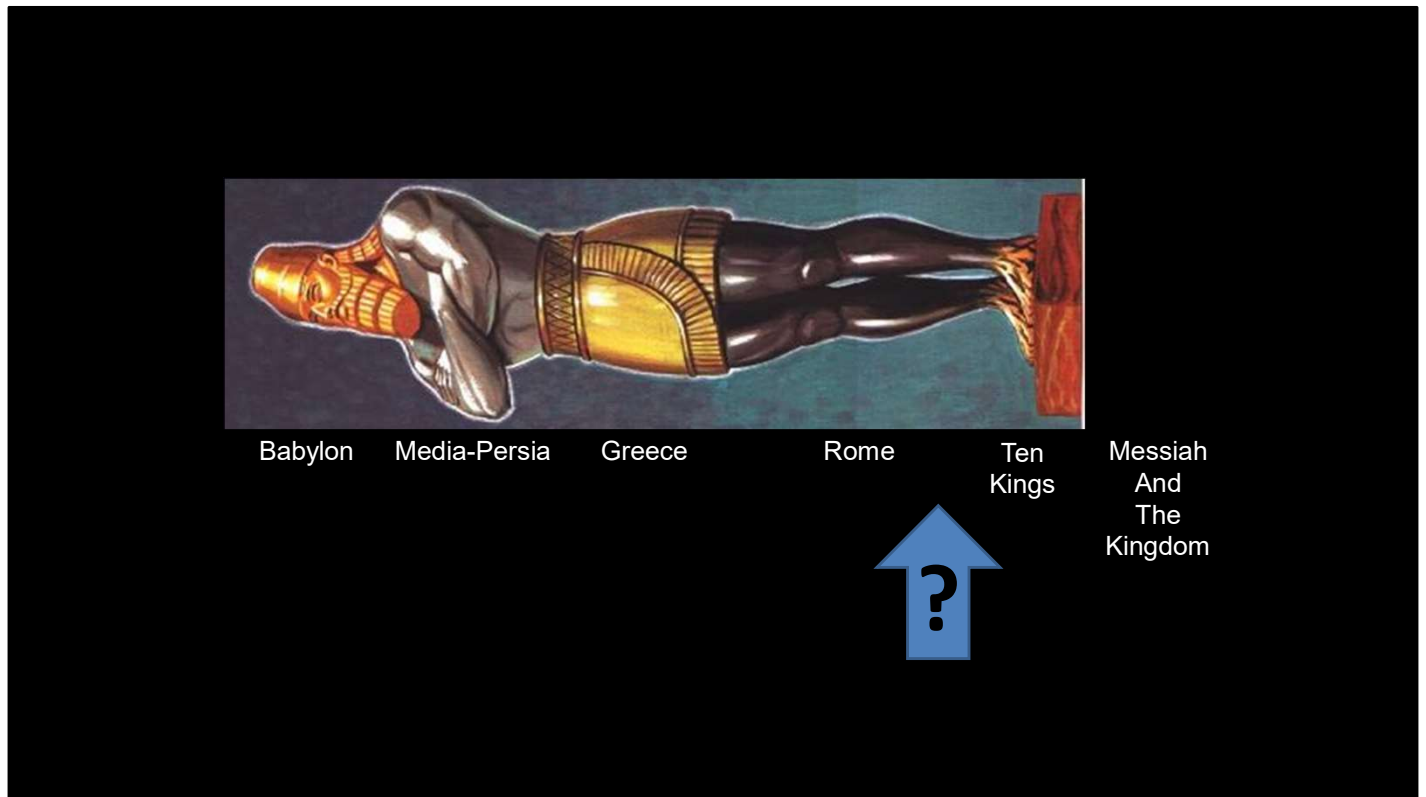 Babylon
Media-Persia
Greece
Rome
Ten
Kings
Messiah
And
The
Kingdom
?